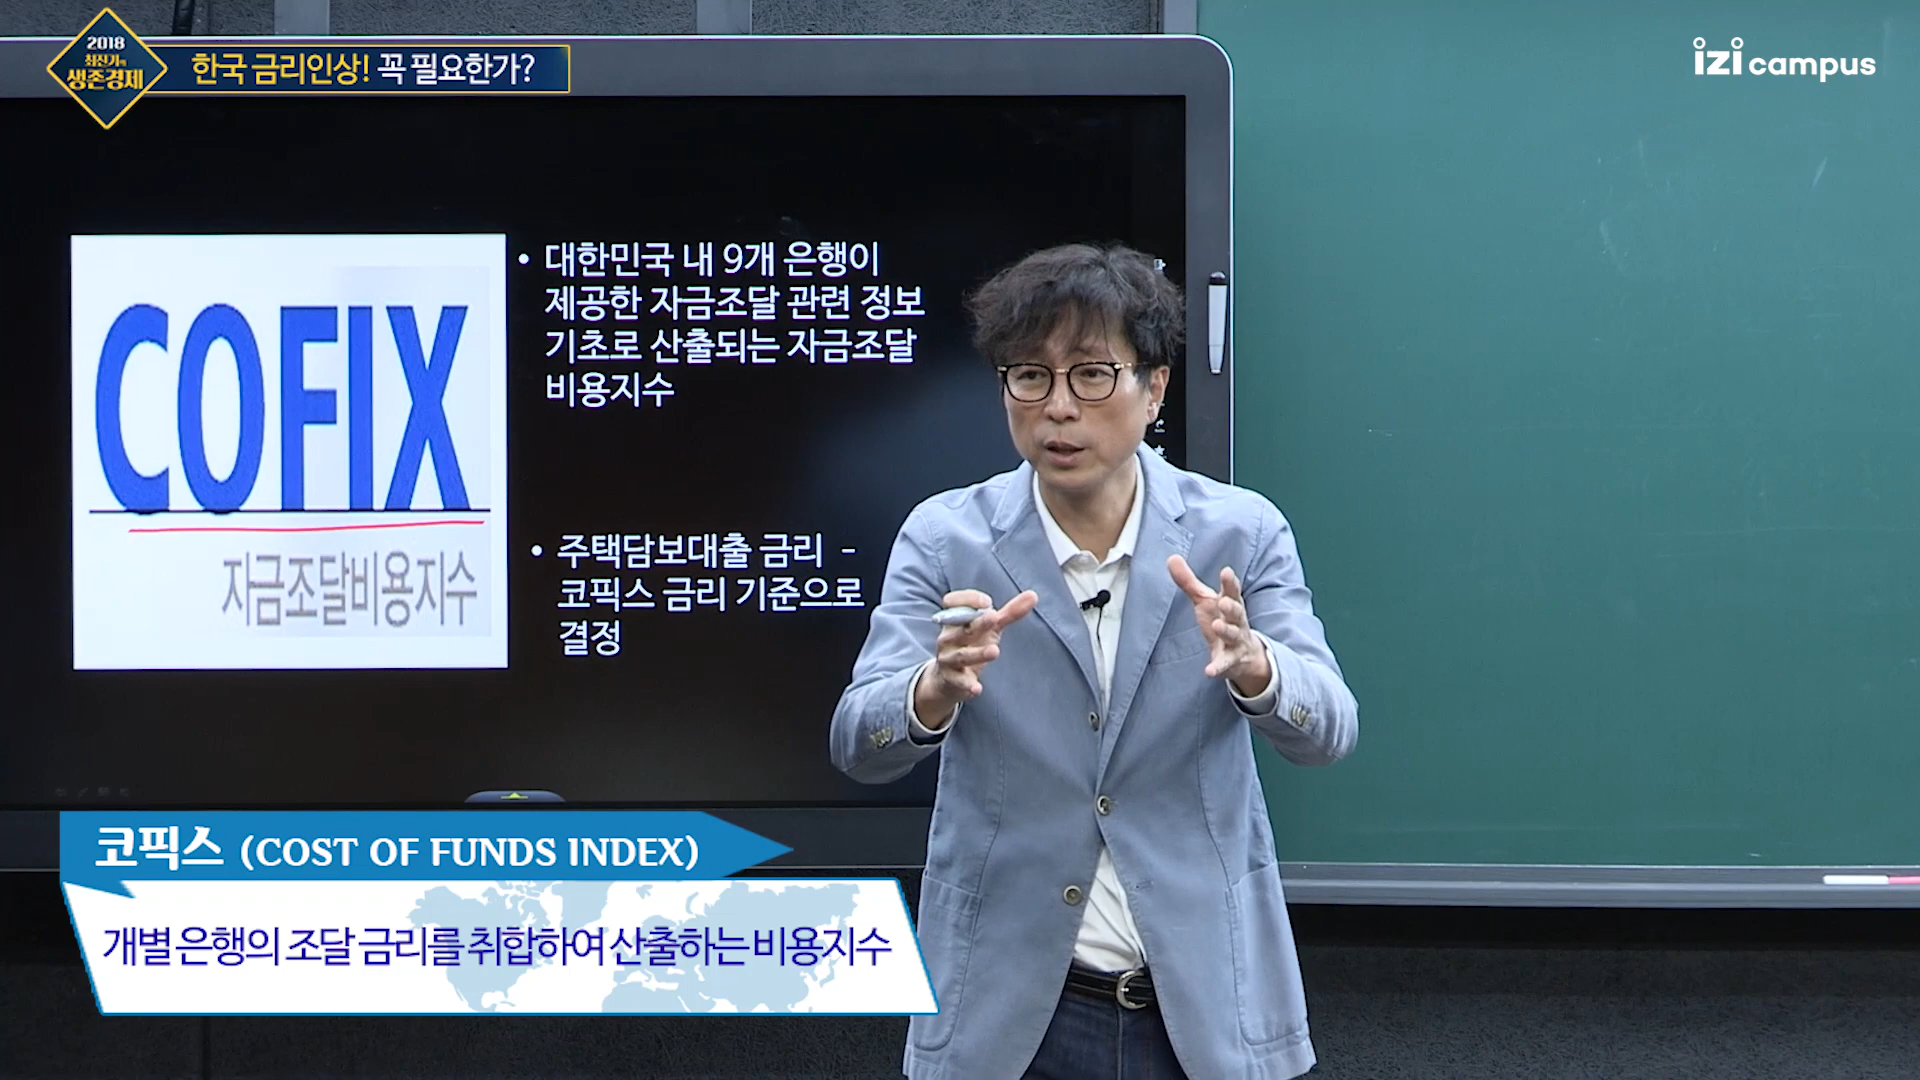 2018
최진기의
생존경제
한국 금리인상! 꼭 필요한가?
izi campus
COFIX
자금조달비용지수
• 대한민국 내 9개 은행이
제공한 자금조달 관련 정보
기초로 산출되는 자금조달
비용지수
• 주택담보대출 금리 -
코픽스 금리 기준으로
결정
코픽스 (COST OF FUNDS INDEX)
개별 은행의 조달 금리를 취합하여 산출하는 비용지수